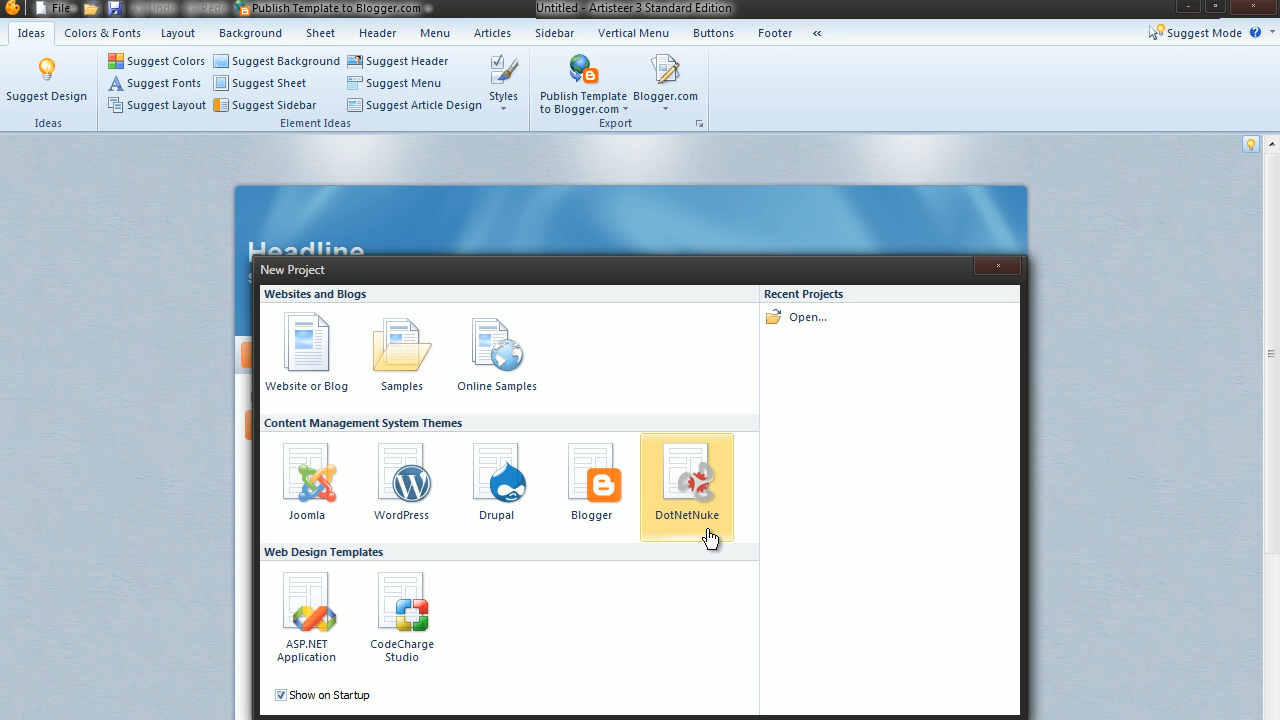 File Undo Redo Publish Template to Blogger.com Untitled - Artisteer 3 Standard Edition
Ideas Colors & Fonts Layout Background Sheet Header Menu Articles Sidebar Vertical Menu Buttons Footer « Suggest Mode
Suggest Colors Suggest Background Suggest Header
Suggest Fonts Suggest Sheet Suggest Menu
Suggest Design Styles Publish Template Blogger.com
Suggest Layout Suggest Sidebar Suggest Article Design to Blogger.com
Ideas Element Ideas Export
Headline
New Project
Websites and Blogs Recent Projects
Open...
Website or Blog Samples Online Samples
Content Management System Themes
Joomla WordPress Drupal Blogger DotNetNuke
Web Design Templates
ASP.NET CodeCharge
Application Studio
Show on Startup